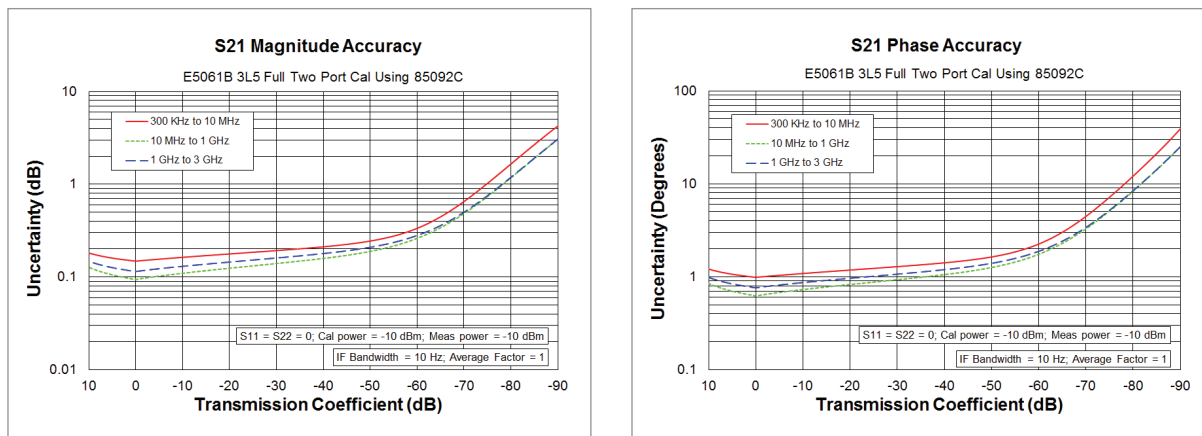 S21 Magnitude Accuracy
E5061B 3L5 Full Two Port Cal Using 85092C
10
1
0.1
0.01
Uncertainty (dB)
300 KHz to 10 MHz
10 MHz to 1 GHz
1 GHz to 3 GHz
S11 = S22 = 0; Cal power = -10 dBm; Meas power = -10 dBm
IF Bandwidth = 10 Hz; Average Factor = 1
10 0 -10 -20 -30 -40 -50 -60 -70 -80 -90
Transmission Coefficient (dB)
S21 Phase Accuracy
E5061B 3L5 Full Two Port Cal Using 85092C
100
10
1
0.1
Uncertainty (Degrees)
300 KHz to 10 MHz
10 MHz to 1 GHz
1 GHz to 3 GHz
S11 = S22 = 0; Cal power = -10 dBm; Meas power = -10 dBm
IF Bandwidth = 10 Hz; Average Factor = 1
10 0 -10 -20 -30 -40 -50 -60 -70 -80 -90
Transmission Coefficient (dB)